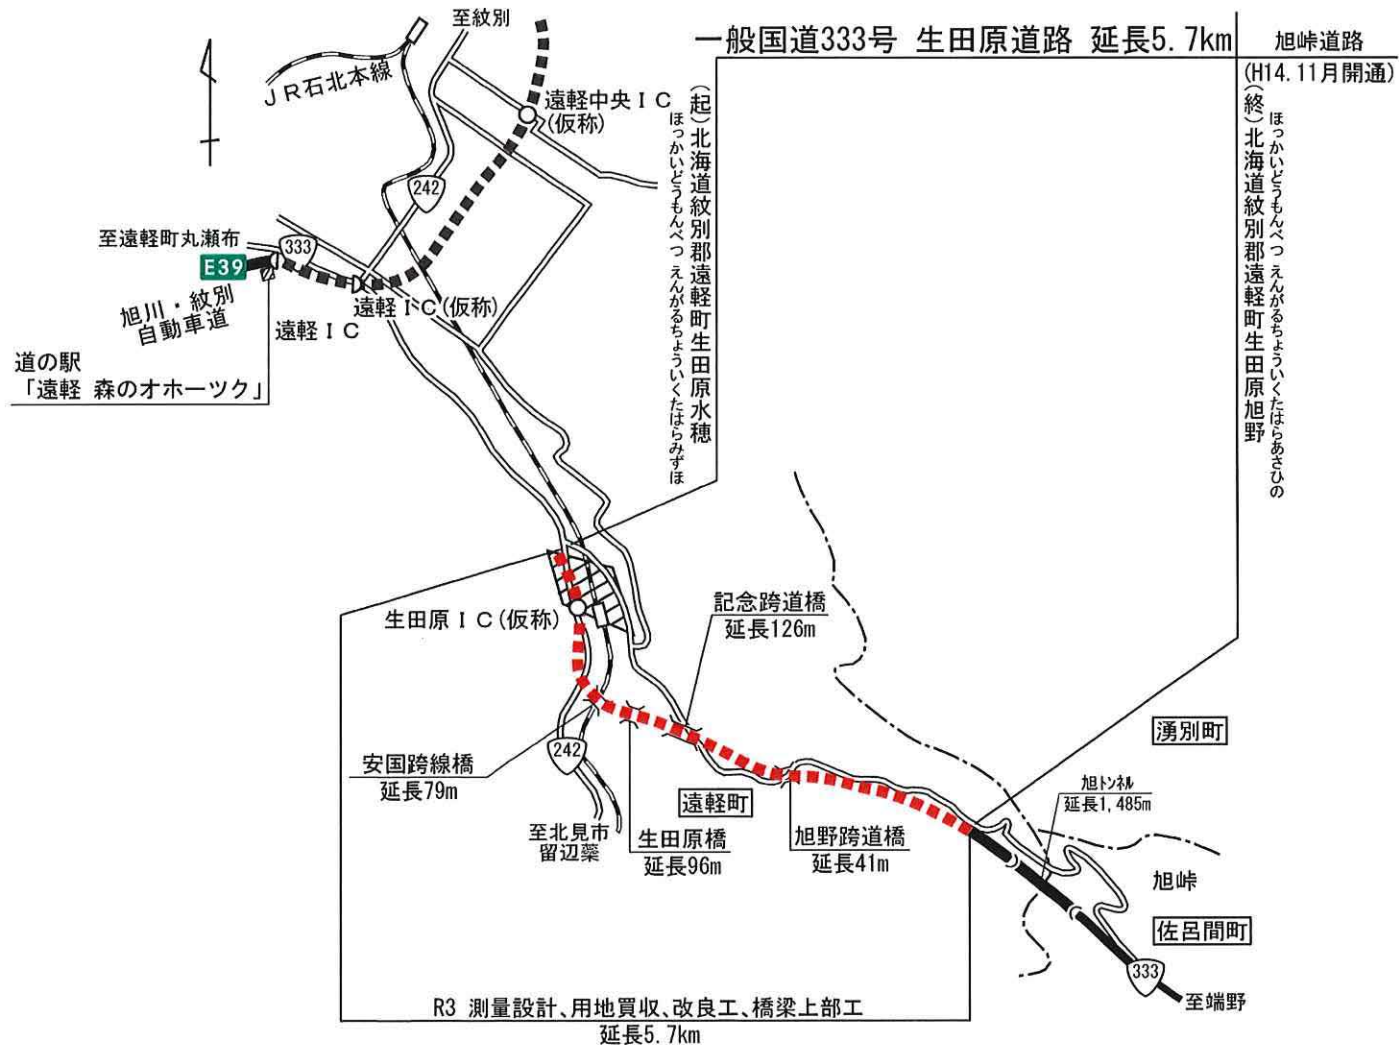 一般国道333号 生田原道路 延長5.7km
旭峠道路
(H14.11月開通)
至紋別
JR石北本線
遠軽中央IC
(仮称)
242
(起)北海道紋別郡遠軽町生田原水穂
ほっかいどうもんべつ えんがるちょういくたはらみずほ
(終)北海道紋別郡遠軽町生田原旭野
ほっかいどうもんべつ えんがるちょういくたはらあさひの
至遠軽町丸瀬布
333
E39
旭川・紋別
自動車道
遠軽IC
遠軽IC(仮称)
道の駅
「遠軽 森のオホーツク」
生田原IC(仮称)
記念跨道橋
延長126m
安国跨線橋
延長79m
242
至北見市
留辺蘂
生田原橋
延長96m
遠軽町
旭野跨道橋
延長41m
湧別町
旭トンネル
延長1,485m
旭峠
佐呂間町
333
至端野
R3 測量設計、用地買収、改良工、橋梁上部工
延長5.7km